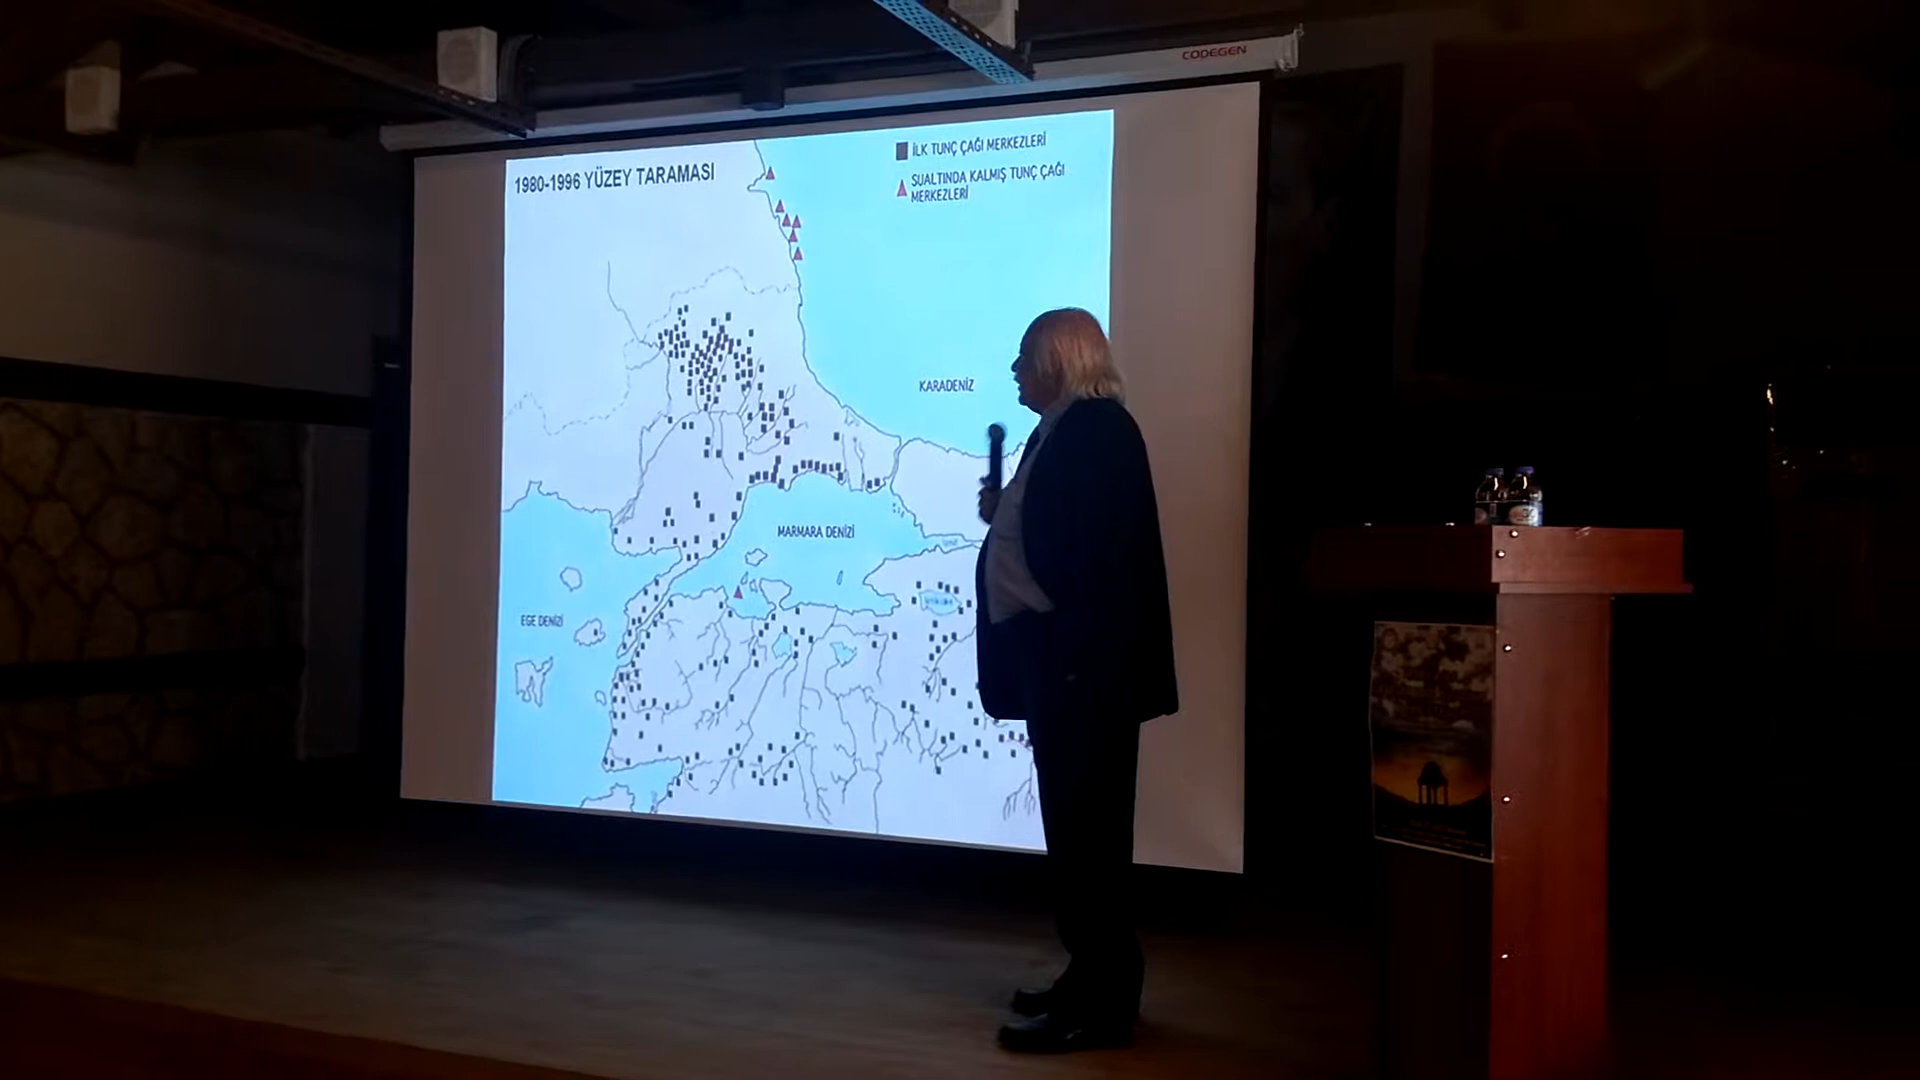 CODEGEN
1980-1996 YÜZEY TARAMASI
İLK TUNÇ ÇAĞI MERKEZLERİ
SUALTINDA KALMIŞ TUNÇ ÇAĞI
MERKEZLERİ
KARADENİZ
MARMARA DENİZİ
EGE DENİZİ